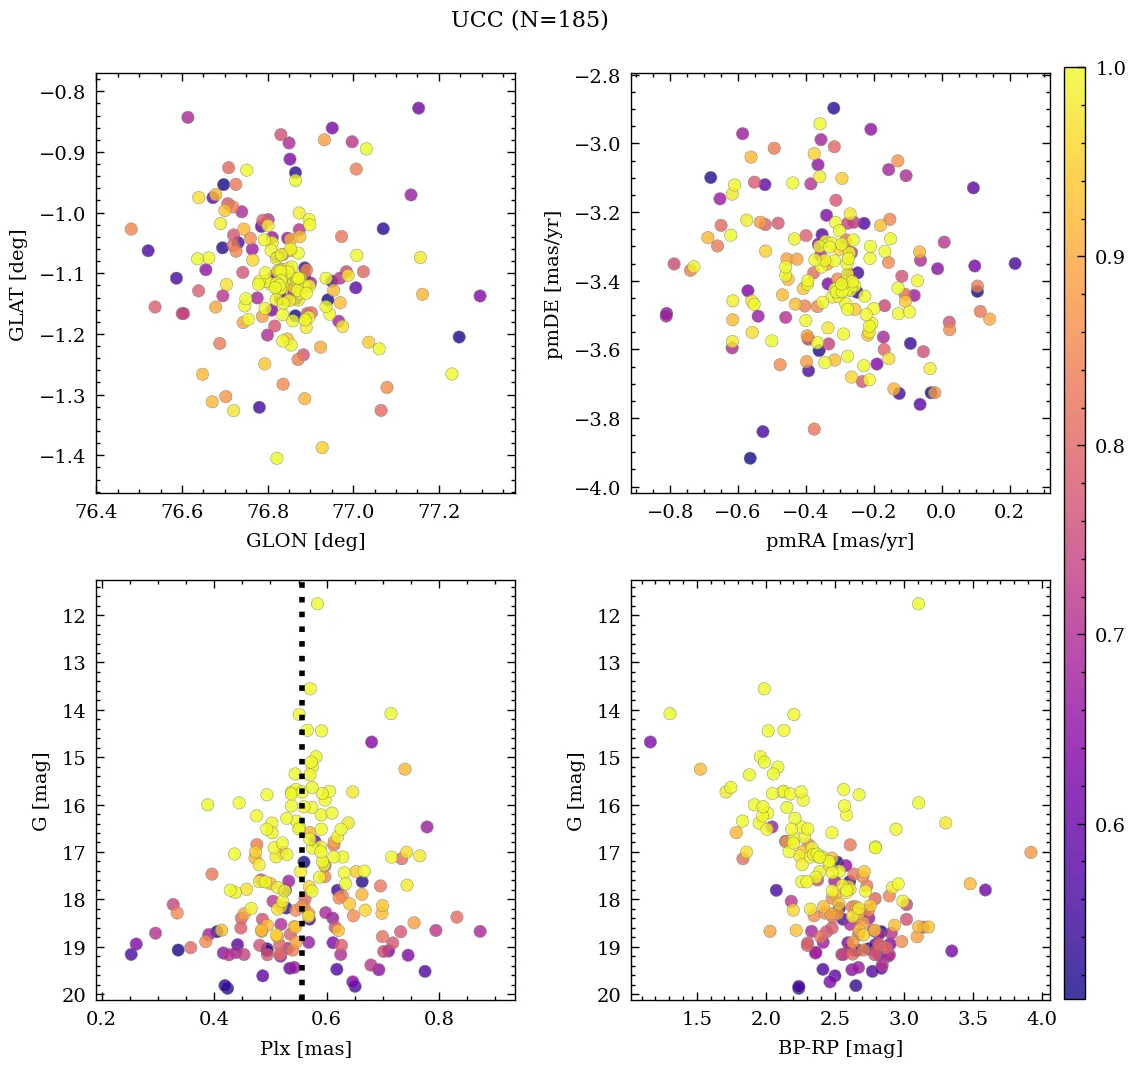 UCC (N=185)
−0.8
−0.9
−1.0
−1.1
−1.2
−1.3
−1.4
GLAT [deg]
76.4 76.6 76.8 77.0 77.2
GLON [deg]
−2.8
−3.0
−3.2
−3.4
−3.6
−3.8
−4.0
pmDE [mas/yr]
−0.8 −0.6 −0.4 −0.2 0.0 0.2
pmRA [mas/yr]
12
13
14
15
16
17
18
19
20
G [mag]
0.2 0.4 0.6 0.8
Plx [mas]
12
13
14
15
16
17
18
19
20
G [mag]
1.5 2.0 2.5 3.0 3.5 4.0
BP-RP [mag]
1.0
0.9
0.8
0.7
0.6